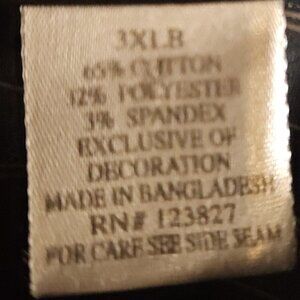 3XLB
65% COTTON
32% POLYESTER
3% SPANDEX
EXCLUSIVE OF
DECORATION
MADE IN BANGLADESH
RN# 123827
FOR CARE SEE SIDE SEAM